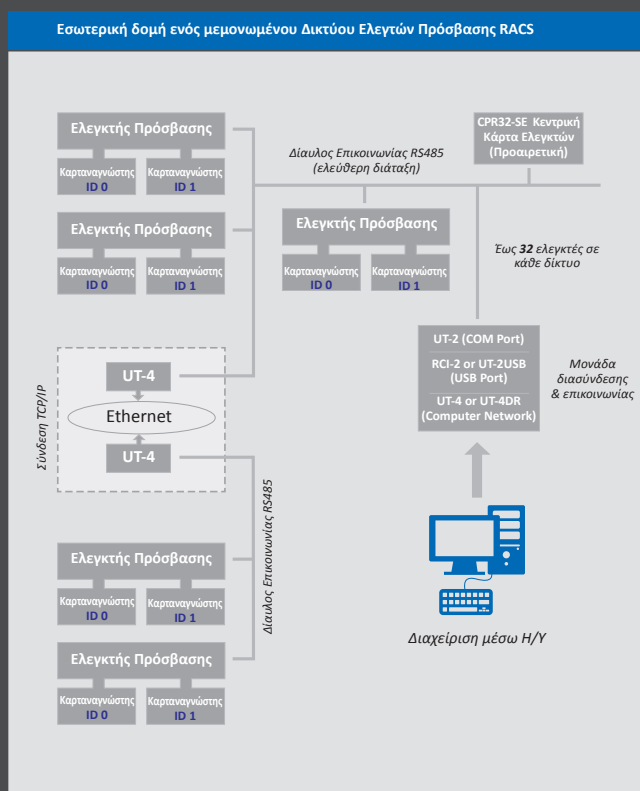 Εσωτερική δομή ενός μεμονωμένου Δικτύου Ελεγτών Πρόσβασης RACS
Ελεγκτής Πρόσβασης
Καρταναγνώστης
ID 0
Καρταναγνώστης
ID 1
Δίαυλος Επικοινωνίας RS485
(ελεύθερη διάταξη)
CPR32-SE Κεντρική
Κάρτα Ελεγκτών
(Προαιρετική)
Ελεγκτής Πρόσβασης
Καρταναγνώστης
ID 0
Καρταναγνώστης
ID 1
Ελεγκτής Πρόσβασης
Καρταναγνώστης
ID 0
Καρταναγνώστης
ID 1
Έως 32 ελεγκτές σε
κάθε δίκτυο
UT-2 (COM Port)
RCI-2 or UT-2USB
(USB Port)
UT-4 or UT-4DR
(Computer Network)
Μονάδα
διασύνδεσης
& επικοινωνίας
Σύνδεση TCP/IP
UT-4
Ethernet
UT-4
Δίαυλος Επικοινωνίας RS485
Ελεγκτής Πρόσβασης
Καρταναγνώστης
ID 0
Καρταναγνώστης
ID 1
Ελεγκτής Πρόσβασης
Καρταναγνώστης
ID 0
Καρταναγνώστης
ID 1
Διαχείριση μέσω Η/Υ